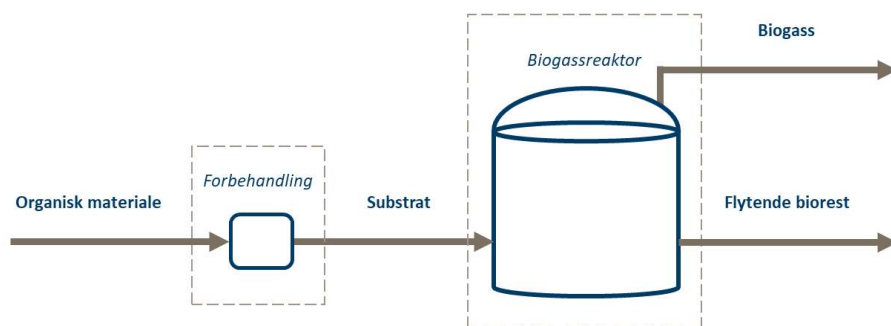 Biogass
Biogassreaktor
Forbehandling
Organisk materiale
Substrat
Flytende biorest